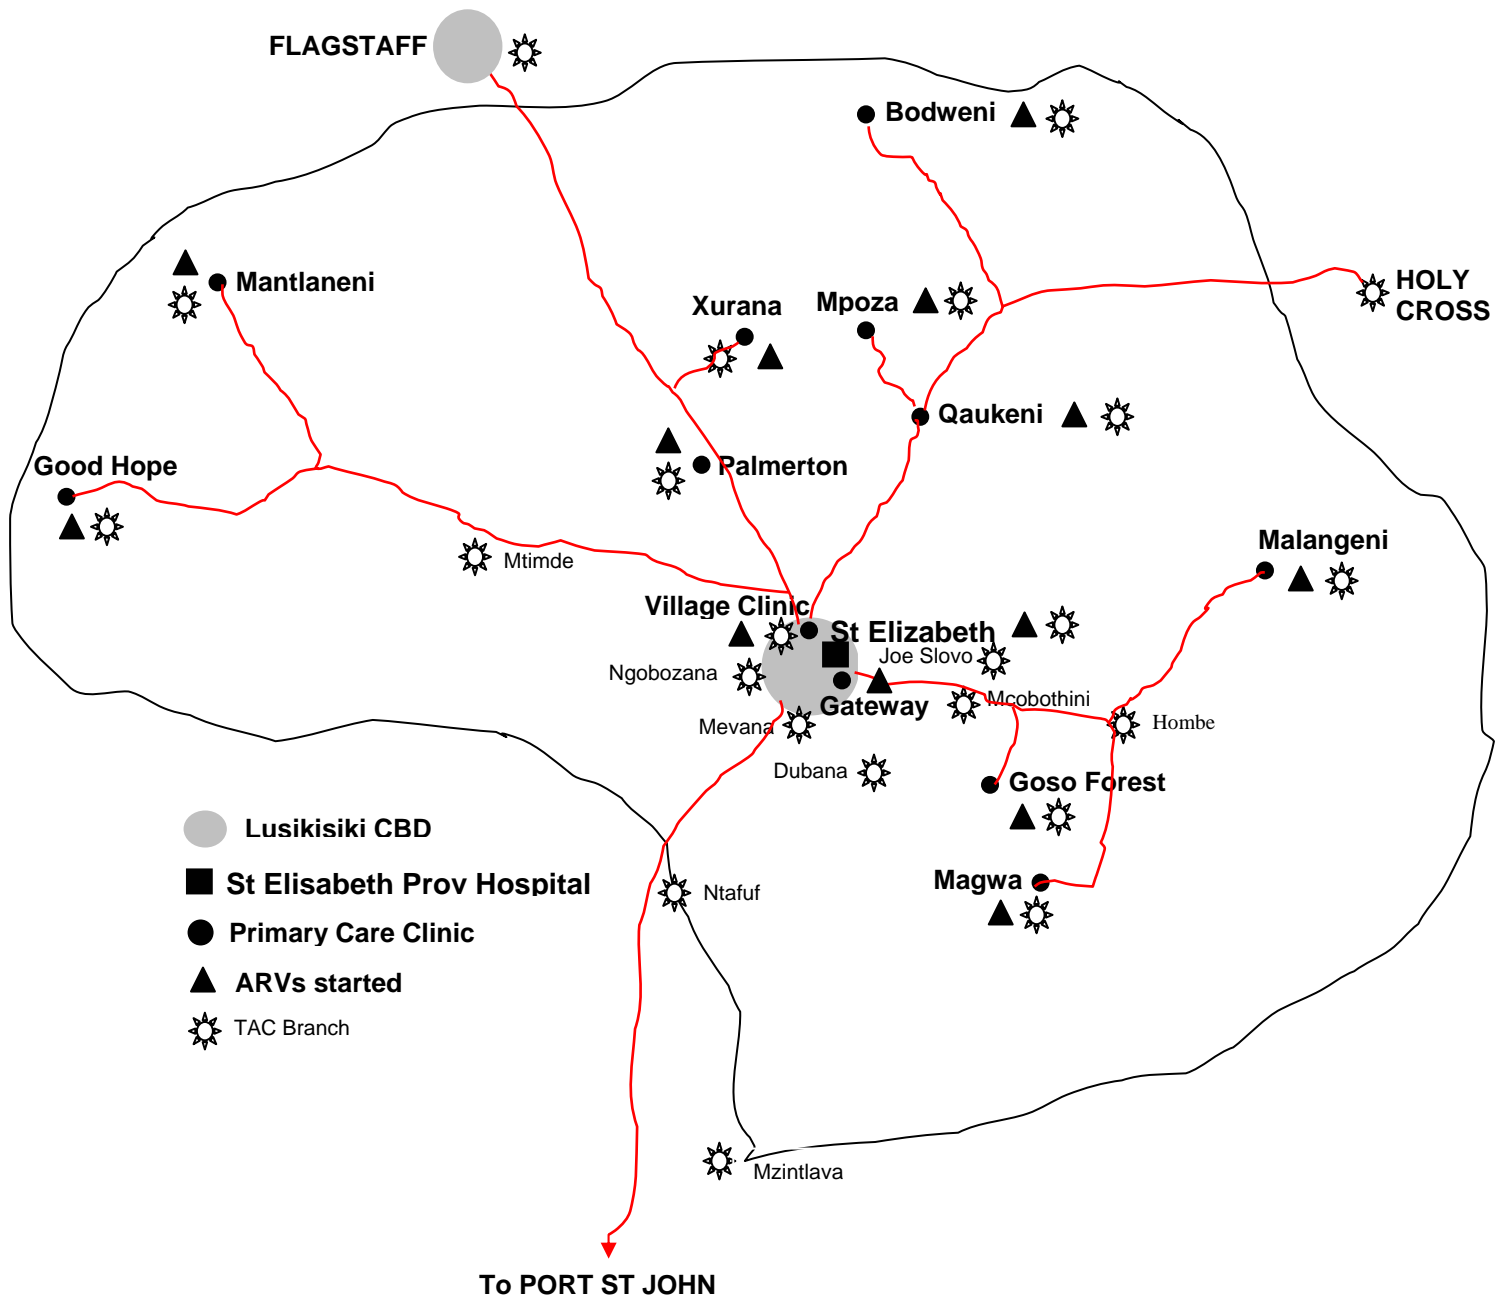 FLAGSTAFF
Bodweni
Mantlaneni
HOLY
CROSS
Xurana
Mpoza
Qaukeni
Good Hope
Palmerton
Malangeni
Mtimde
Village Clinic
St Elizabeth
Joe Slovo
Ngobozana
Mcobothini
Gateway
Mevana
Hombe
Dubana
Goso Forest
Lusikisiki CBD
St Elisabeth Prov Hospital
Magwa
Ntafuf
Primary Care Clinic
ARVs started
TAC Branch
Mzintlava
To PORT ST JOHN